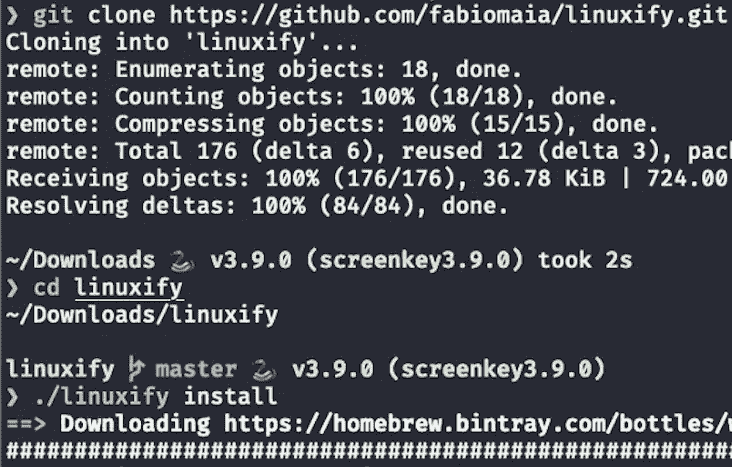 ❯ git clone https://github.com/fabiomaia/linuxify.git
Cloning into 'linuxify'...
remote: Enumerating objects: 18, done.
remote: Counting objects: 100% (18/18), done.
remote: Compressing objects: 100% (15/15), done.
remote: Total 176 (delta 6), reused 12 (delta 3), pac
Receiving objects: 100% (176/176), 36.78 KiB | 724.00
Resolving deltas: 100% (84/84), done.
~/Downloads 🐍 v3.9.0 (screenkey3.9.0) took 2s
❯ cd linuxify
~/Downloads/linuxify
linuxify master 🐍 v3.9.0 (screenkey3.9.0)
❯ ./linuxify install
==> Downloading https://homebrew.bintray.com/bottles/w
######################################################